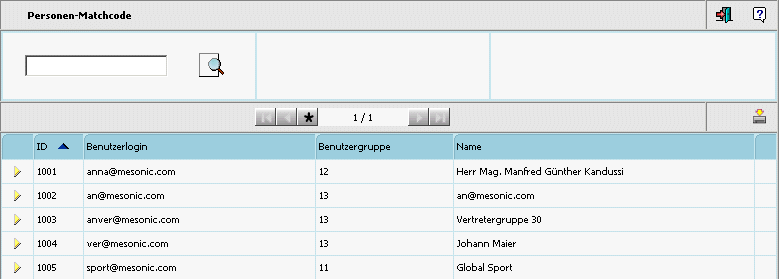 Personen-Matchcode
1 / 1
ID Benutzerlogin Benutzergruppe Name
1001 anna@mesonic.com 12 Herr Mag. Manfred Günther Kandussi
1002 an@mesonic.com 13 an@mesonic.com
1003 anver@mesonic.com 13 Vertretergruppe 30
1004 ver@mesonic.com 13 Johann Maier
1005 sport@mesonic.com 11 Global Sport